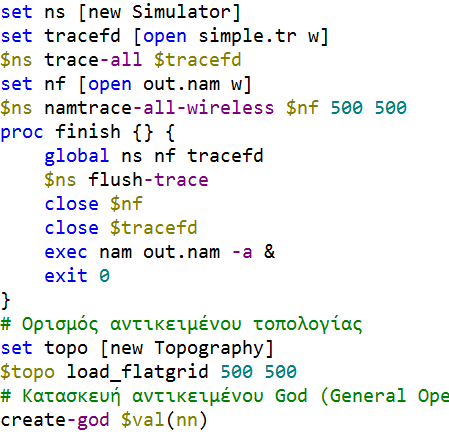 set ns [new Simulator]
set tracefd [open simple.tr w]
$ns trace-all $tracefd
set nf [open out.nam w]
$ns namtrace-all-wireless $nf 500 500
proc finish {} {
    global ns nf tracefd
    $ns flush-trace
    close $nf
    close $tracefd
    exec nam out.nam -a &
    exit 0
}
# Ορισμός αντικειμένου τοπολογίας
set topo [new Topography]
$topo load_flatgrid 500 500
# Κατασκευή αντικειμένου God (General Ope
create-god $val(nn)